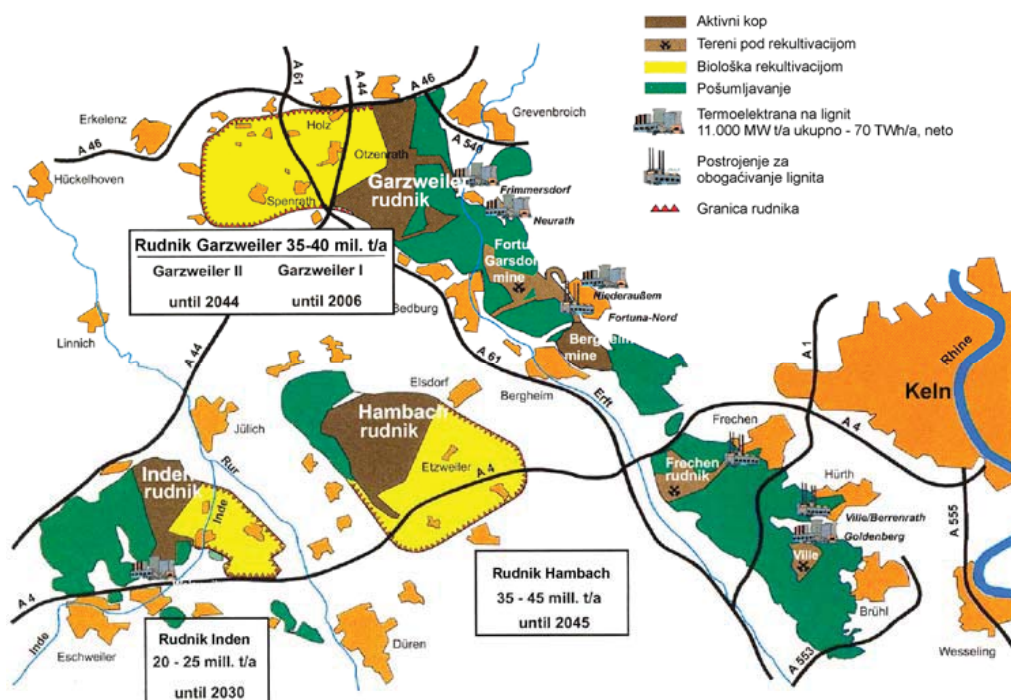 Aktivni kop
Tereni pod rekultivacijom
Biološka rekultivacijom
Pošumljavanje
Termoelektrana na lignit
11.000 MW t/a ukupno - 70 TWh/a, neto
Postrojenje za
obogaćivanje lignita
Granica rudnika
A 61
A 44
A 46
Grevenbroich
Erkelenz
Holz
A 46
A 540
Otzenrath
Hückelhoven
Garzweiler
rudnik
Frimmersdorf
Spenrath
Neurath
Rudnik Garzweiler 35-40 mil. t/a
Garzweiler II
Garzweiler I
until 2044
until 2006
Garsdorf
mine
Niederaußem
Fortuna-Nord
Bedburg
Linnich
A 44
A 61
Bergheim
mine
A 1
Rhine
Elsdorf
Bergheim
Erft
Keln
Hambach
rudnik
Jülich
Frechen
A 4
Etzweiler
A 4
Inden
rudnik
Rur
Inde
Frechen
rudnik
Hürth
Ville/Berrenrath
Goldenberg
A 555
Ville
A 4
Rudnik Hambach
35 - 45 mill. t/a
until 2045
Brühl
Inde
Eschweiler
Düren
A 553
Wesseling
Rudnik Inden
20 - 25 mill. t/a
until 2030